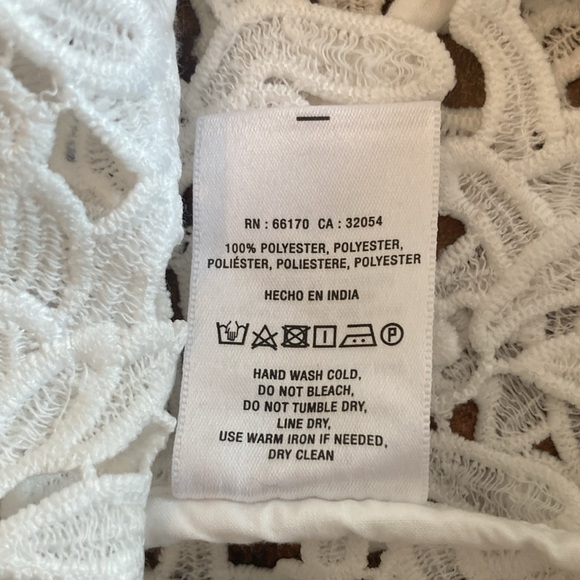 RN : 66170 CA : 32054
100% POLYESTER, POLYESTER,
POLIÉSTER, POLIESTERE, POLYESTER
HECHO EN INDIA
P
HAND WASH COLD,
DO NOT BLEACH,
DO NOT TUMBLE DRY,
LINE DRY,
USE WARM IRON IF NEEDED,
DRY CLEAN